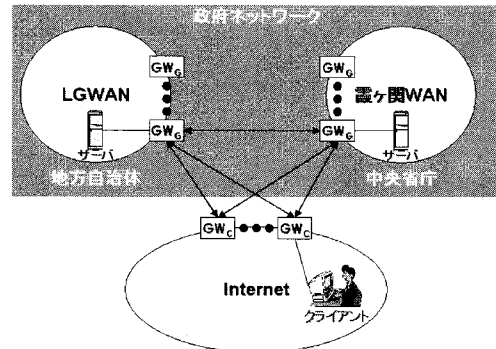 政府ネットワーク
GWG
GWG
LGWAN
霞ヶ関WAN
GWG
GWG
サーバ
サーバ
地方自治体
中央省庁
GWC
GWC
Internet
クライアント